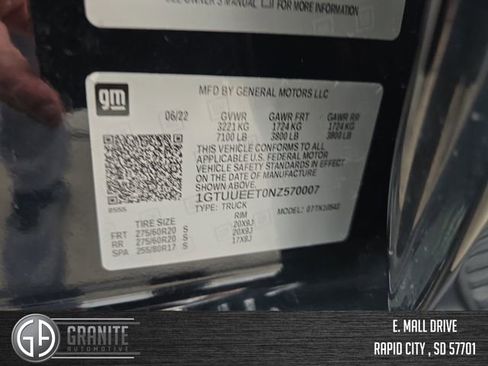 SEE OWNER'S MANUAL FOR MORE INFORMATION
gm
MFD BY GENERAL MOTORS LLC
06/22 GVWR GAWR FRT GAWR RR
3221 KG 1724 KG 1724 KG
7100 LB 3800 LB 3800 LB
THIS VEHICLE CONFORMS TO ALL
APPLICABLE U.S. FEDERAL MOTOR
VEHICLE SAFETY STANDARDS IN EFFECT
ON THE DATE OF MANUFACTURE
SHOWN ABOVE.
1GTUUEET0NZ570007
TYPE: TRUCK MODEL:
TIRE SIZE RIM
FRT 275/60R20 S 20X9J
RR 275/60R20 S 20X9J
SPA 255/80R17 S 17X8J
GA GRANITE
AUTOMOTIVE
E. MALL DRIVE
RAPID CITY , SD 57701